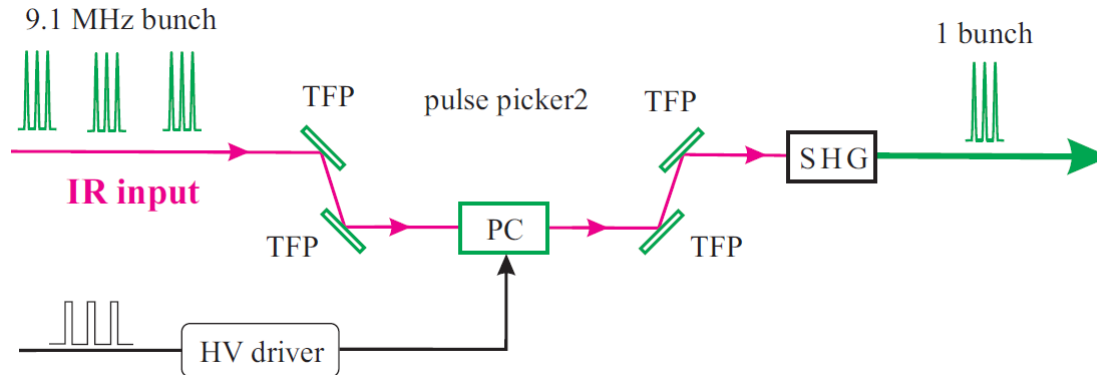 9.1 MHz bunch
1 bunch
TFP
pulse picker2
TFP
IR input
SHG
TFP
PC
TFP
HV driver